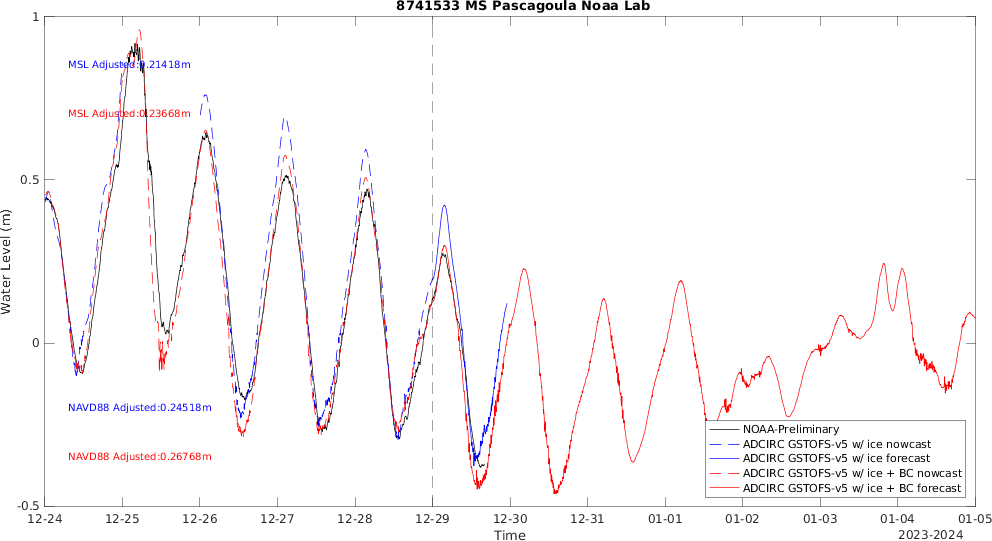 8741533 MS Pascagoula Noaa Lab
1
MSL Adjusted:0.21418m
MSL Adjusted:0.23668m
0.5
Water Level (m)
0
NAVD88 Adjusted:0.24518m
NAVD88 Adjusted:0.26768m
-0.5
NOAA-Preliminary
ADCIRC GSTOFS-v5 w/ ice nowcast
ADCIRC GSTOFS-v5 w/ ice forecast
ADCIRC GSTOFS-v5 w/ ice + BC nowcast
ADCIRC GSTOFS-v5 w/ ice + BC forecast
12-24 12-25 12-26 12-27 12-28 12-29 12-30 01-01 01-01 01-02 01-03 01-04 01-05
Time
2023-2024